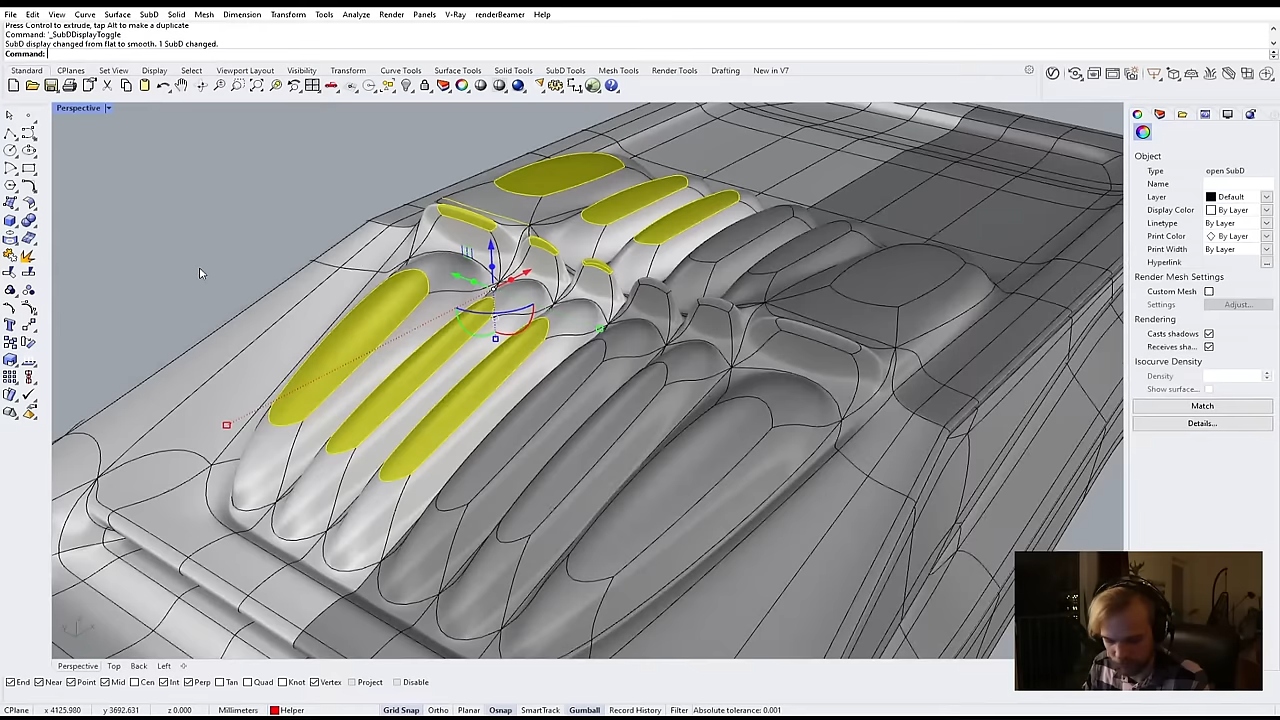 File Edit View Curve Surface SubD Solid Mesh Dimension Transform Tools Analyze Render Panels V-Ray renderBeamer Help
Press Control to extrude, tap Alt to make a duplicate
Command: '_SubDDisplayToggle
SubD display changed from flat to smooth. 1 SubD changed.
Command:
Standard CPlanes Set View Display Select Viewport Layout Visibility Transform Curve Tools Surface Tools Solid Tools SubD Tools Mesh Tools Render Tools Drafting New in V7
Perspective
Object
Type open SubD
Name
Layer Default
Display Color By Layer
Linetype By Layer
Print Color By Layer
Print Width By Layer
Hyperlink ...
Render Mesh Settings
Custom Mesh
Settings Adjust...
Rendering
Casts shadows
Receives sha...
Isocurve Density
Density
Show surface...
Match
Details...
Perspective Top Back Left
End Near Point Mid Cen Int Perp Tan Quad Knot Vertex Project Disable
CPlane x 4125.980 y 3692.631 z 0.000 Millimeters Helper Grid Snap Ortho Planar Osnap SmartTrack Gumball Record History Filter Absolute tolerance: 0.001